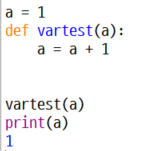 a = 1
def vartest(a):
    a = a + 1
vartest(a)
print(a)
1